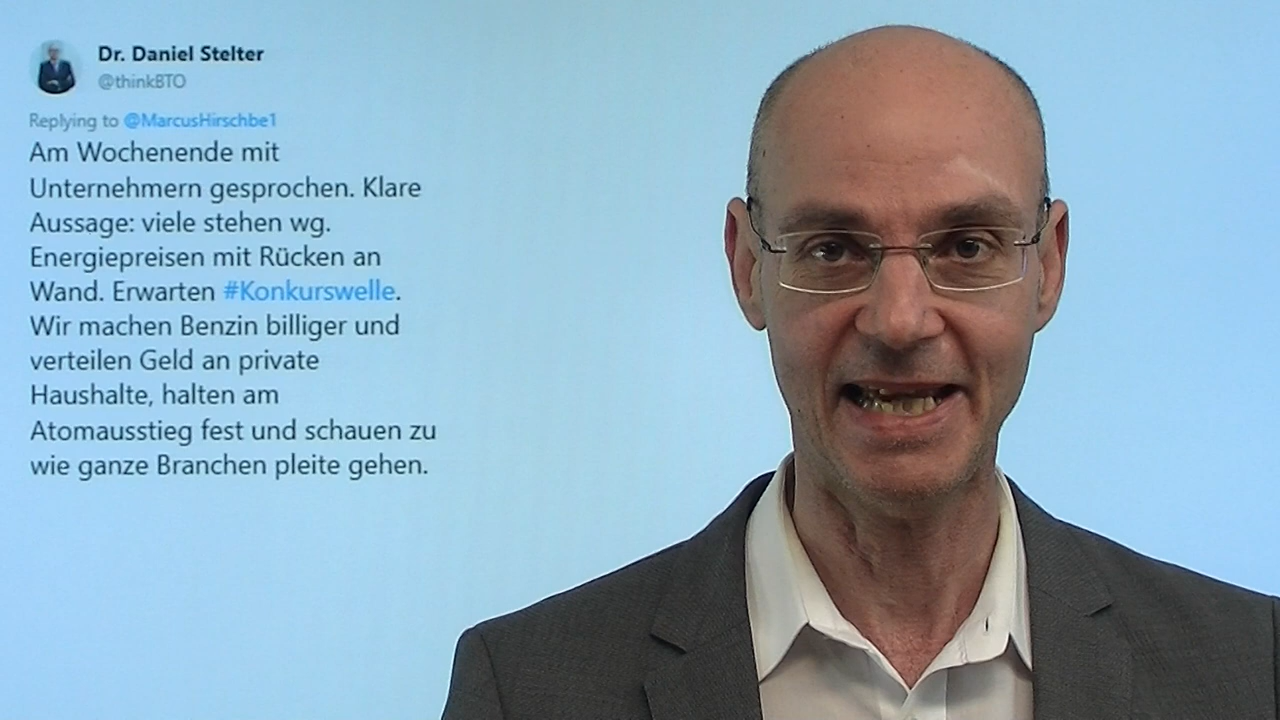 Dr. Daniel Stelter
@thinkBTO
Replying to @MarcusHirschbe1
Am Wochenende mit
Unternehmern gesprochen. Klare
Aussage: viele stehen wg.
Energiepreisen mit Rücken an
Wand. Erwarten #Konkurswelle.
Wir machen Benzin billiger und
verteilen Geld an private
Haushalte, halten am
Atomausstieg fest und schauen zu
wie ganze Branchen pleite gehen.